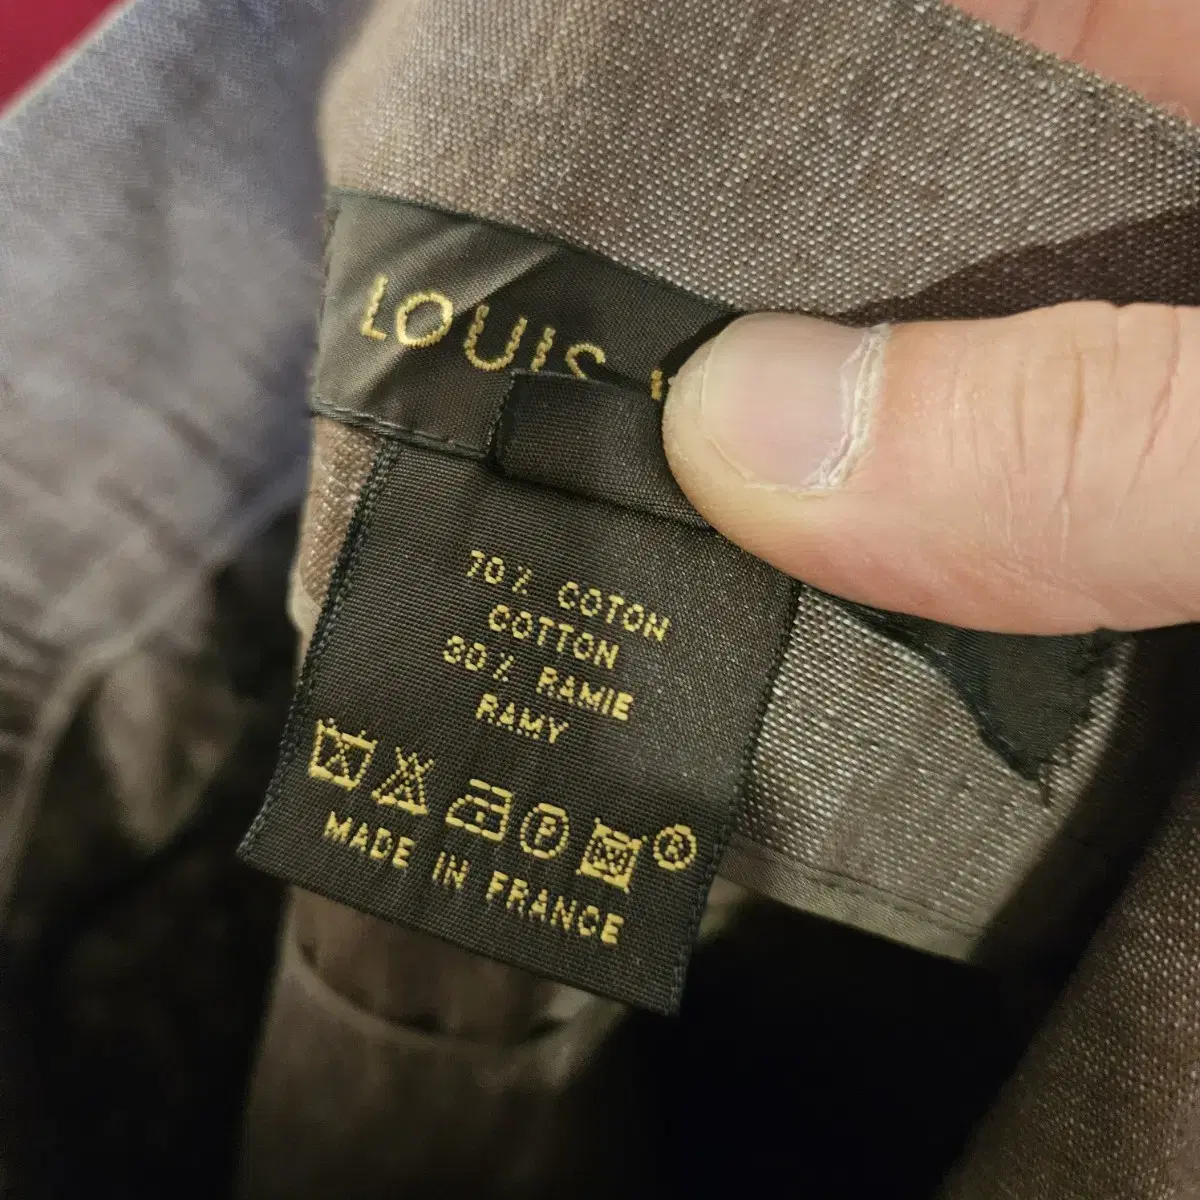 LOUIS
70% COTON
COTTON
30% RAMIE
RAMY
P
MADE IN FRANCE